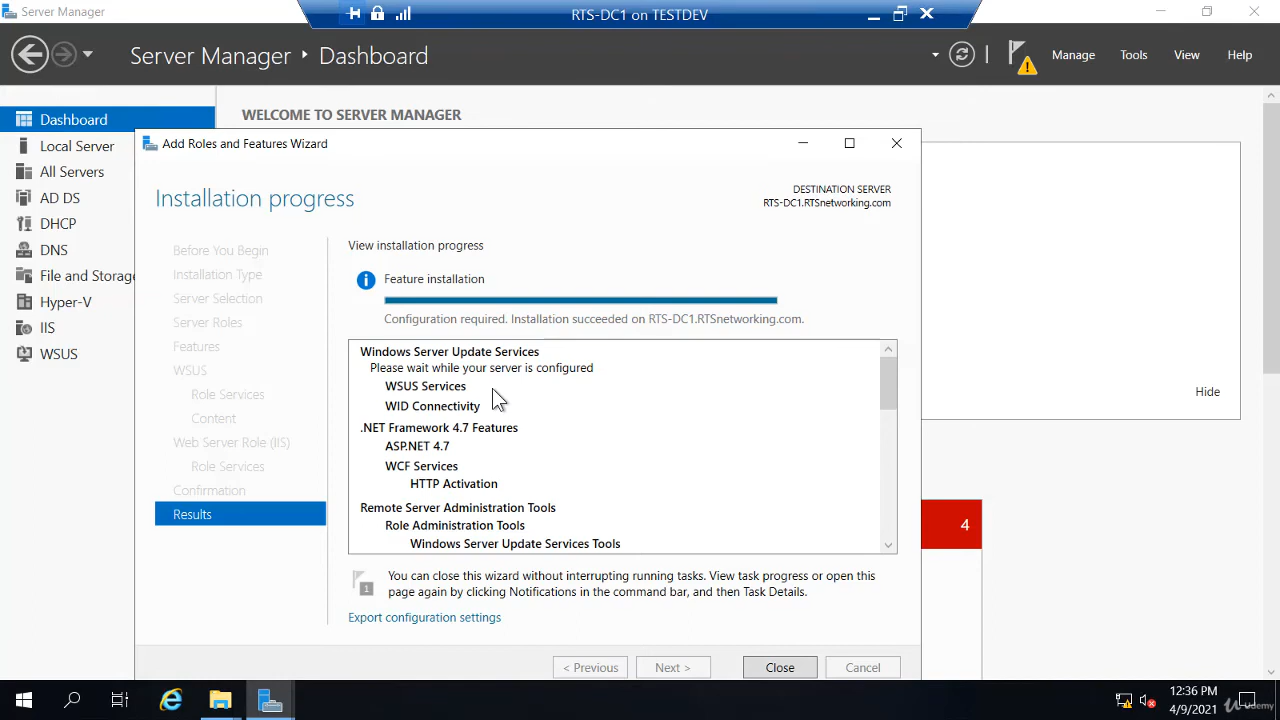 Server Manager
RTS-DC1 on TESTDEV
Server Manager ▸ Dashboard
Manage Tools View Help
Dashboard
Local Server
All Servers
AD DS
DHCP
DNS
File and Storage
Hyper-V
IIS
WSUS
WELCOME TO SERVER MANAGER
Add Roles and Features Wizard
Installation progress
DESTINATION SERVER
RTS-DC1.RTSnetworking.com
Before You Begin
Installation Type
Server Selection
Server Roles
Features
WSUS
Role Services
Content
Web Server Role (IIS)
Role Services
Confirmation
Results
View installation progress
Feature installation
Configuration required. Installation succeeded on RTS-DC1.RTSnetworking.com.
Windows Server Update Services
Please wait while your server is configured
WSUS Services
WID Connectivity
.NET Framework 4.7 Features
ASP.NET 4.7
WCF Services
HTTP Activation
Remote Server Administration Tools
Role Administration Tools
Windows Server Update Services Tools
1
You can close this wizard without interrupting running tasks. View task progress or open this
page again by clicking Notifications in the command bar, and then Task Details.
Export configuration settings
< Previous
Next >
Close
Cancel
Hide
4
12:36 PM
4/9/2021
Udemy